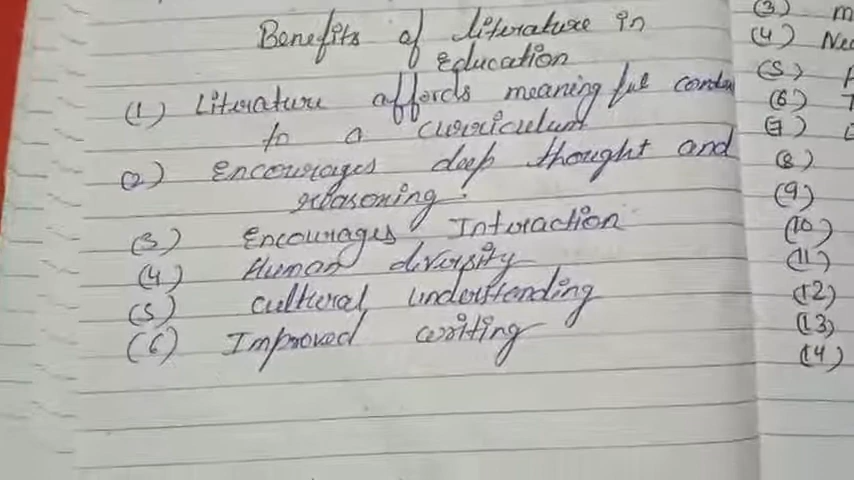 Benefits of literature in
Education
(1) Literature affords meaningful
to a curriculum
(2) Encourages deep thought and
reasoning.
(3) Encourages Interaction
(4) Human diversity
(5) cultural understanding
(6) Improved writing
(3)
(4)
(5)
(6)
(7)
(8)
(9)
(10)
(11)
(12)
(13)
(14)